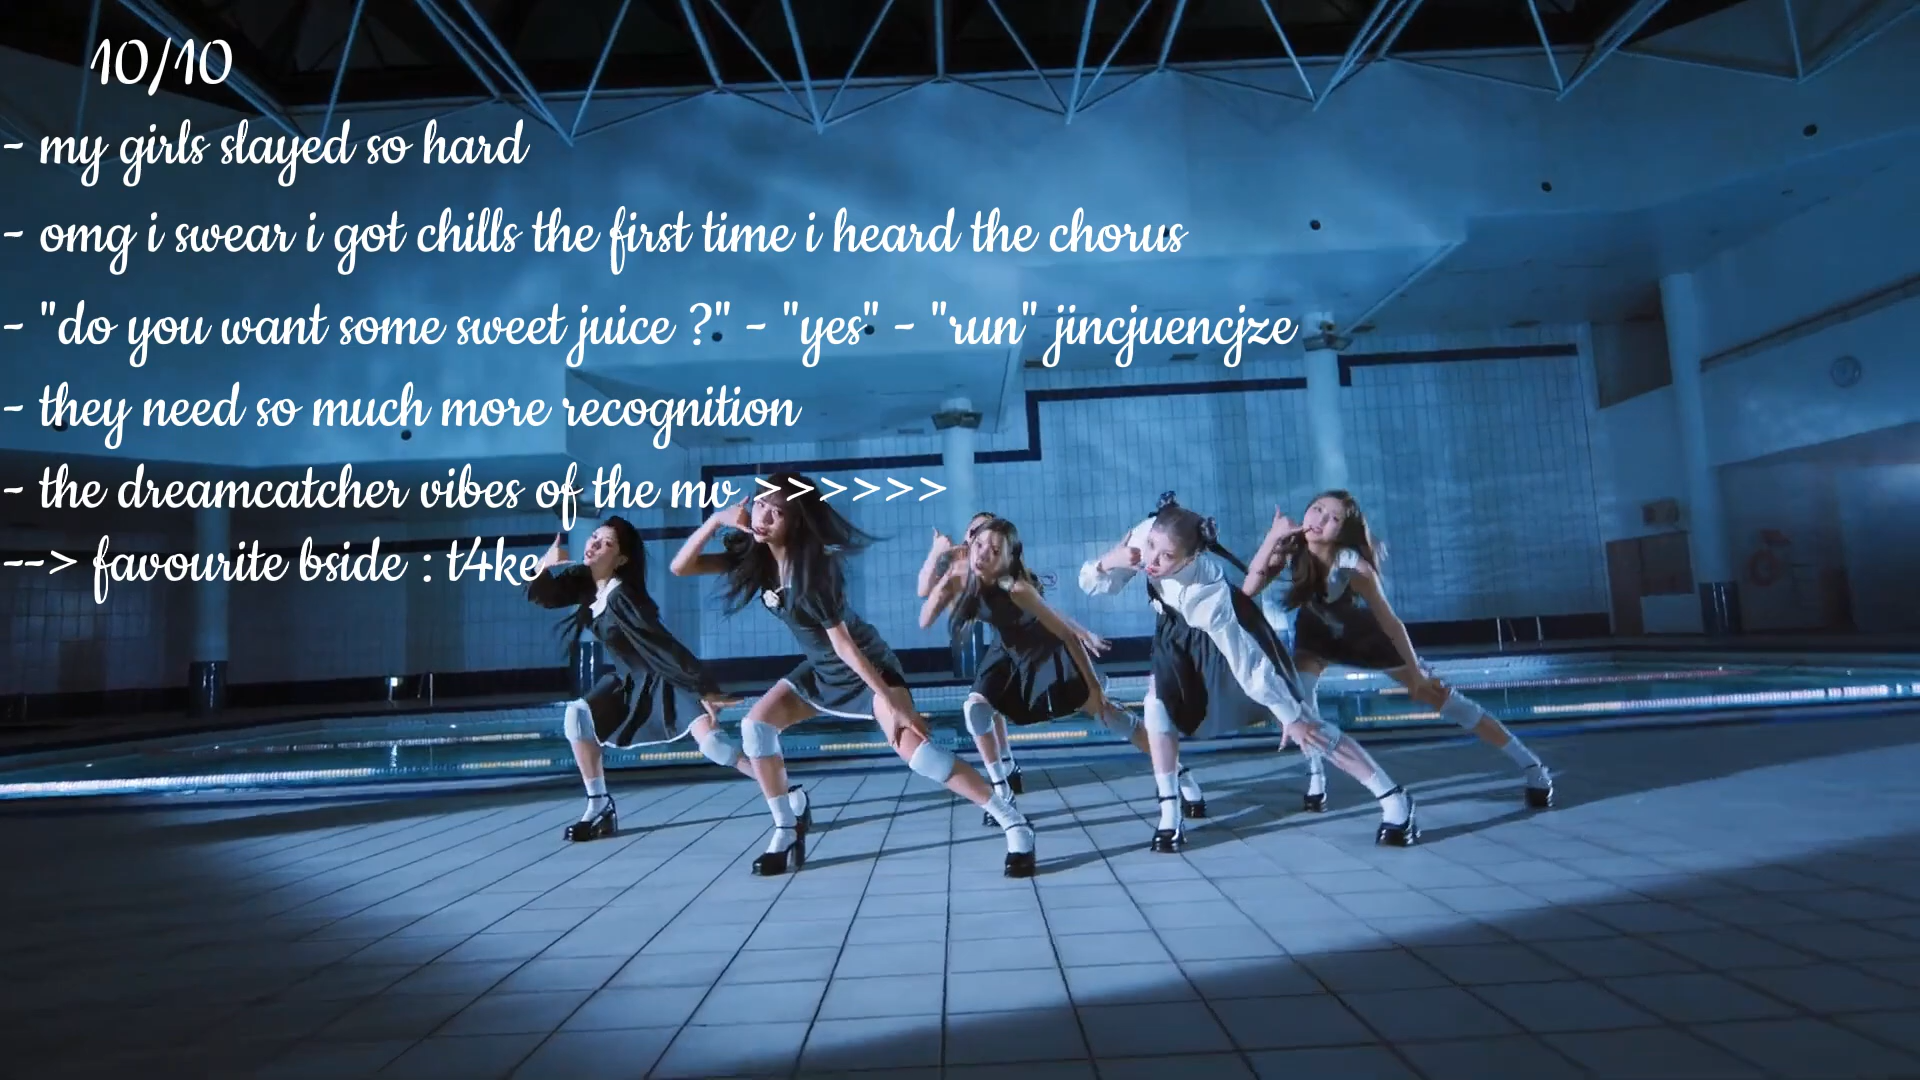 10/10
- my girls slayed so hard
- omg i swear i got chills the first time i heard the chorus
- "do you want some sweet juice ?" - "yes" - "run" jincjuencjze
- they need so much more recognition
- the dreamcatcher vibes of the mv >>>>>>
--> favourite bside : t4ke